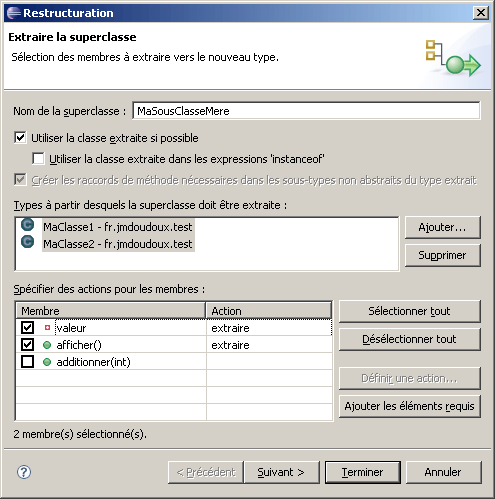 Restructuration
Extraire la superclasse
Sélection des membres à extraire vers le nouveau type.
Nom de la superclasse : MaSousClasseMere
Utiliser la classe extraite si possible
Utiliser la classe extraite dans les expressions 'instanceof'
Créer les raccords de méthode nécessaires dans les sous-types non abstraits du type extrait
Types à partir desquels la superclasse doit être extraite :
MaClasse1 - fr.jmdoudoux.test
MaClasse2 - fr.jmdoudoux.test
Ajouter...
Supprimer
Spécifier des actions pour les membres :
Membre Action
valeur extraire
afficher() extraire
additionner(int)
Sélectionner tout
Désélectionner tout
Définir une action...
Ajouter les éléments requis
2 membre(s) sélectionné(s).
? < Précédent Suivant > Terminer Annuler